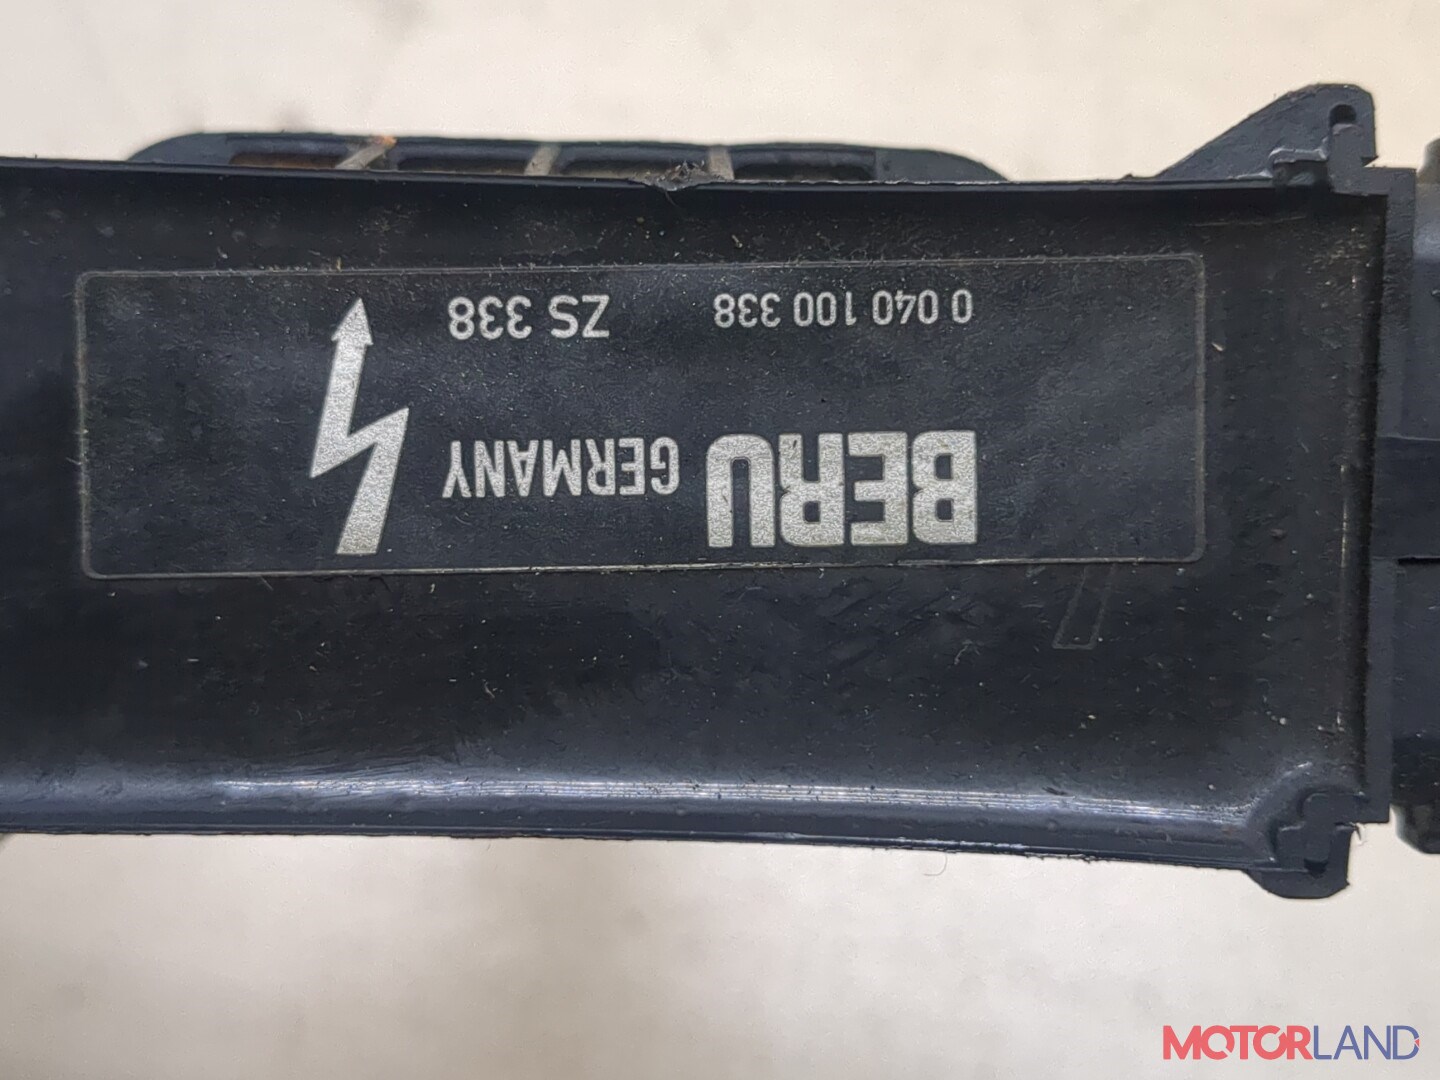 BERU GERMANY
0 040 100 338 ZS 338
MOTORLAND